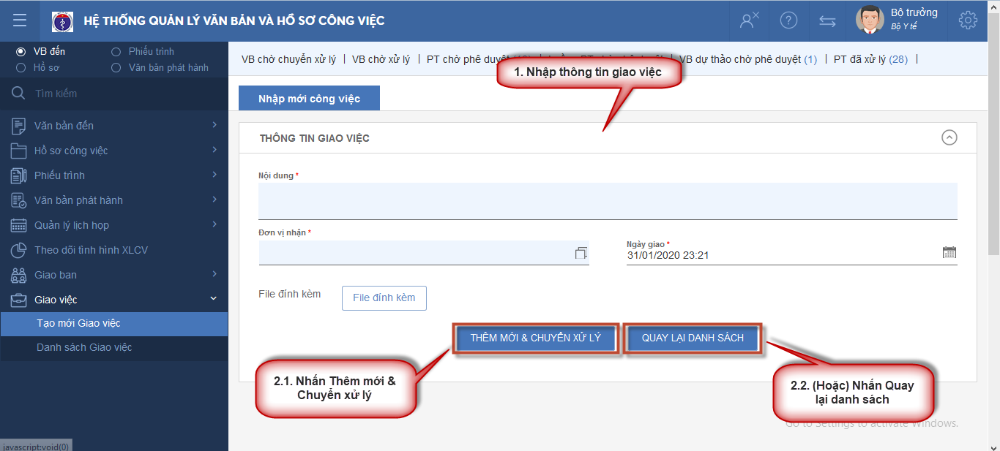 HỆ THỐNG QUẢN LÝ VĂN BẢN VÀ HỒ SƠ CÔNG VIỆC
Bộ trưởng
Bộ Y tế
VB đến
Phiếu trình
Hồ sơ
Văn bản phát hành
Tìm kiếm
Văn bản đến
Hồ sơ công việc
Phiếu trình
Văn bản phát hành
Quản lý lịch họp
Theo dõi tình hình XLCV
Giao ban
Giao việc
Tạo mới Giao việc
Danh sách Giao việc
javascript:void(0)
VB chờ chuyển xử lý | VB chờ xử lý | PT chờ phê duyệt VB dự thảo chờ phê duyệt (1) | PT đã xử lý (28) |
1. Nhập thông tin giao việc
Nhập mới công việc
THÔNG TIN GIAO VIỆC
Nội dung *
Đơn vị nhận *
Ngày giao *
31/01/2020 23:21
File đính kèm
File đính kèm
THÊM MỚI & CHUYỂN XỬ LÝ
QUAY LẠI DANH SÁCH
2.1. Nhấn Thêm mới &
Chuyển xử lý
2.2. (Hoặc) Nhấn Quay
lại danh sách
Go to Settings to activate Windows.